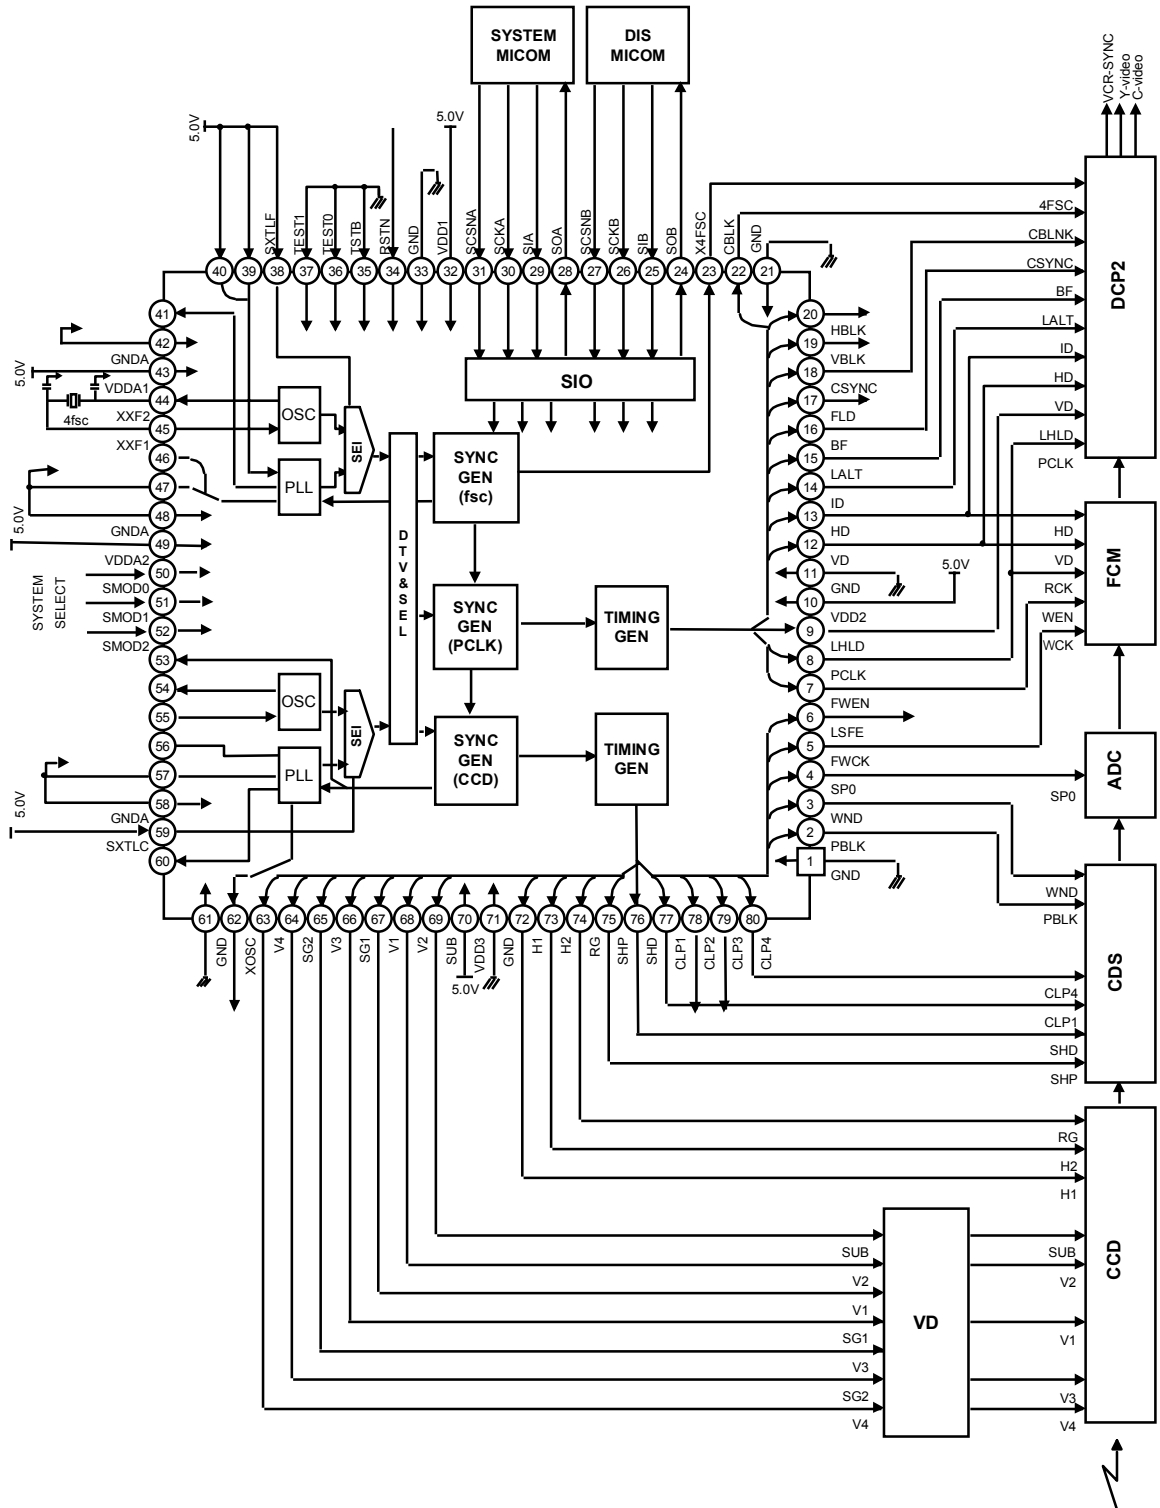 SYSTEM
MICOM
DIS
MICOM
VCR-SYNC
Y-video
C-video
5.0V
5.0V
SXTLF
TEST1
TEST0
TSTB
RSTN
GND
VDD1
SCSNA
SCKA
SIA
SOA
SCSNB
SCKB
SIB
SOB
X4FSC
CBLK
GND
40
39
38
37
36
35
34
33
32
31
30
29
28
27
26
25
24
23
22
21
4FSC
CBLNK
CSYNC
BF
LALT
ID
HD
VD
LHLD
PCLK
DCP2
41
42
GNDA
43
5.0V
VDDA1
44
4fsc
XXF2
45
XXF1
46
47
48
GNDA
5.0V
49
VDDA2
50
SYSTEM
SELECT
SMOD0
51
SMOD1
52
SMOD2
53
54
55
56
57
58
5.0V
GNDA
59
SXTLC
60
OSC
PLL
SEI
SIO
SYNC
GEN
(fsc)
DTV&SEL
SYNC
GEN
(PCLK)
TIMING
GEN
OSC
PLL
SEI
SYNC
GEN
(CCD)
TIMING
GEN
20
HBLK
19
VBLK
18
CSYNC
17
FLD
16
BF
15
LALT
14
ID
13
HD
12
VD
11
GND
5.0V
10
VDD2
9
LHLD
8
PCLK
7
FWEN
6
LSFE
5
FWCK
4
SP0
3
WND
2
PBLK
1
GND
HD
VD
RCK
WEN
WCK
FCM
ADC
SP0
WND
PBLK
CDS
CLP4
CLP1
SHD
SHP
61
62
63
64
65
66
67
68
69
70
71
72
73
74
75
76
77
78
79
80
GND
XOSC
V4
SG2
V3
SG1
V1
V2
SUB
VDD3
GND
H1
H2
RG
SHP
SHD
CLP1
CLP2
CLP3
CLP4
5.0V
RG
H2
H1
CCD
SUB
V2
V1
SG1
V3
SG2
V4
VD
SUB
V2
V1
V3
V4